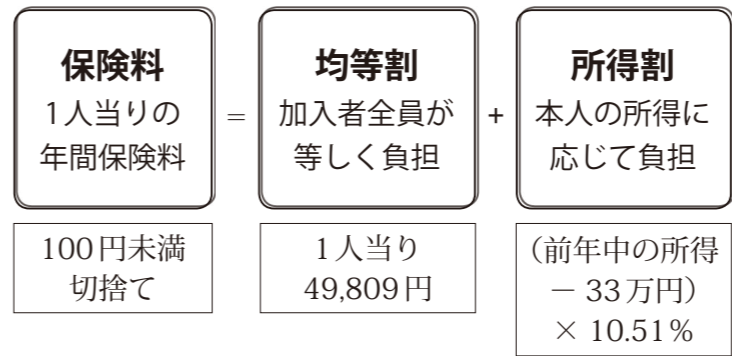 保険料
1人当りの
年間保険料
=
均等割
加入者全員が
等しく負担
+
所得割
本人の所得に
応じて負担
100円未満
切捨て
1人当り
49,809円
（前年中の所得
－ 33万円）
× 10.51%